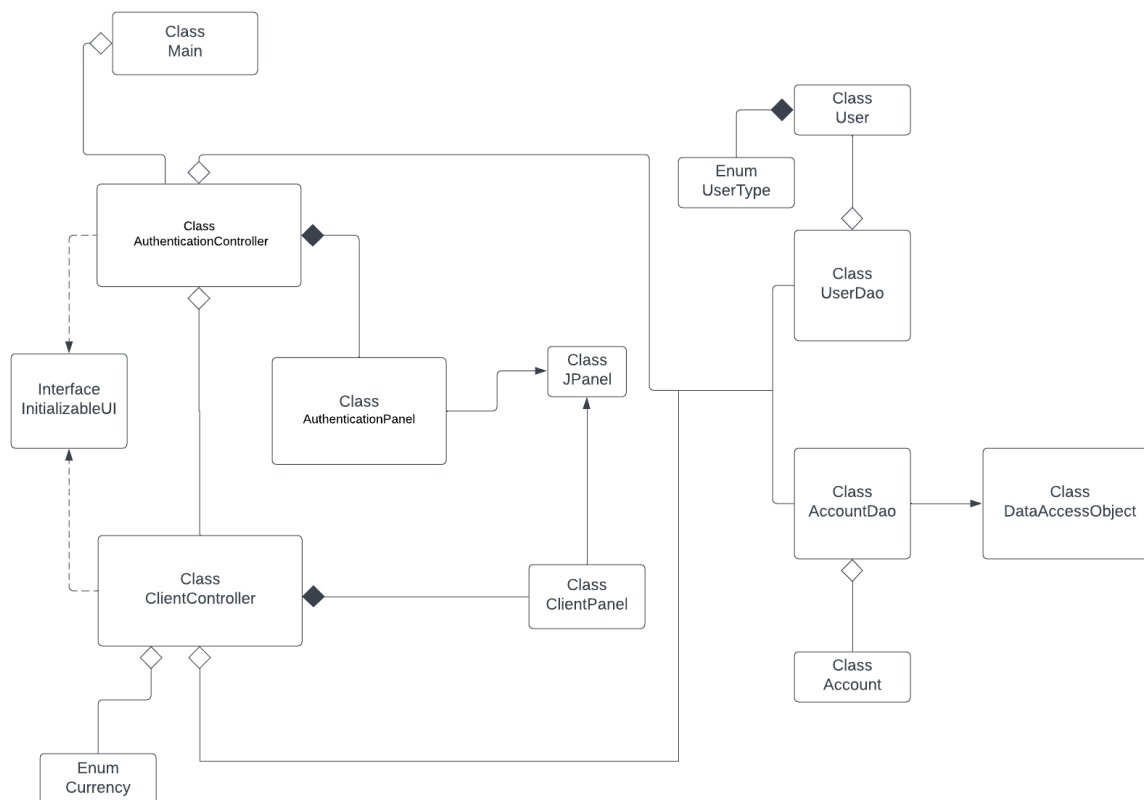 Class
Main
Class
User
Enum
UserType
Class
AuthenticationController
Class
UserDao
Interface
InitializableUI
Class
AuthenticationPanel
Class
JPanel
Class
AccountDao
Class
DataAccessObject
Class
ClientController
Class
ClientPanel
Class
Account
Enum
Currency